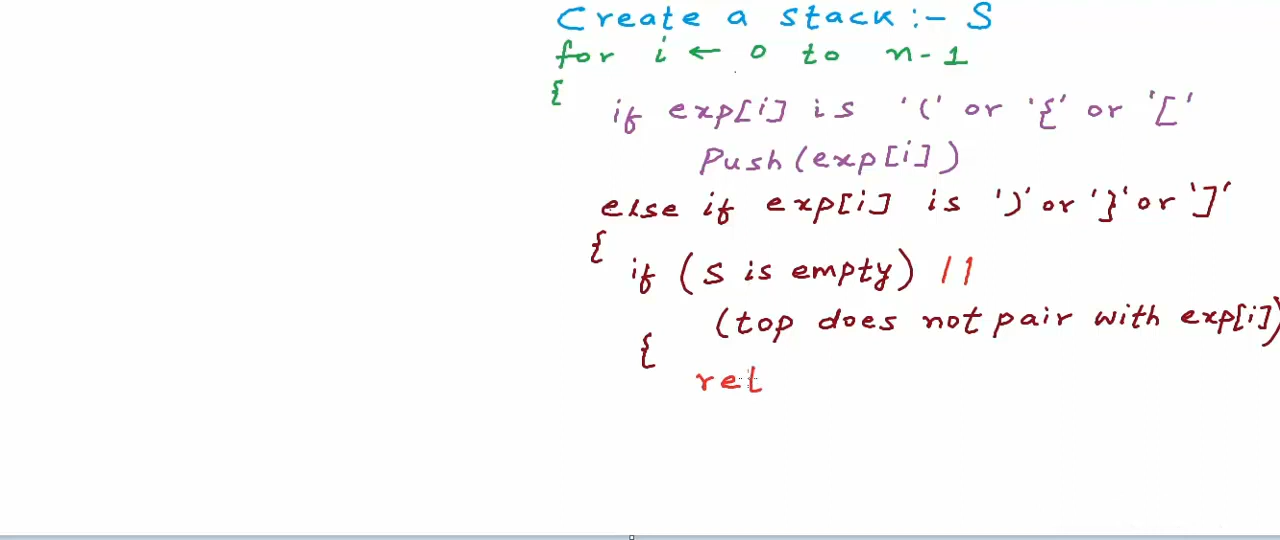 Create a stack :- S
for i ← 0 to n-1
{
if exp[i] is '(' or '{' or '['
Push(exp[i])
else if exp[i] is ')' or '}' or ']'
{
if (S is empty) ||
(top does not pair with exp[i])
{
ret